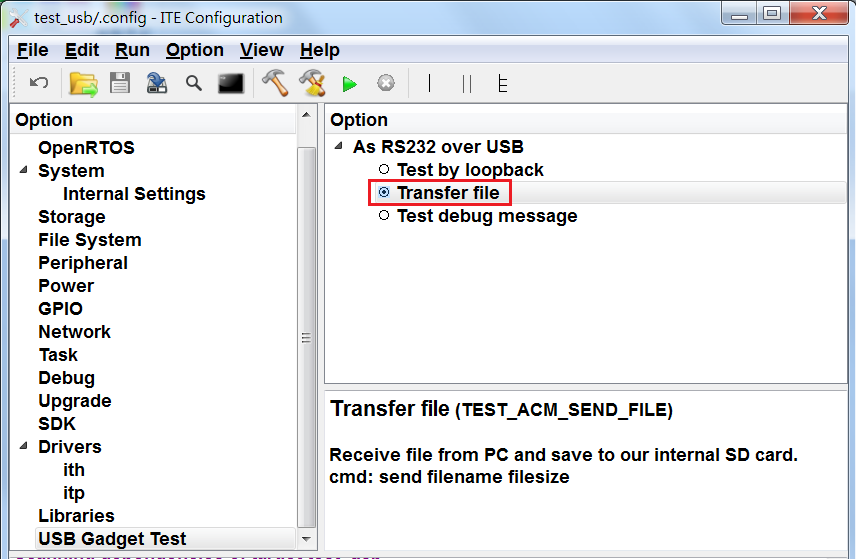 test_usb/.config - ITE Configuration
File Edit Run Option View Help
Option
OpenRTOS
System
Internal Settings
Storage
File System
Peripheral
Power
GPIO
Network
Task
Debug
Upgrade
SDK
Drivers
ith
itp
Libraries
USB Gadget Test
Option
As RS232 over USB
Test by loopback
Transfer file
Test debug message
Transfer file (TEST_ACM_SEND_FILE)
Receive file from PC and save to our internal SD card.
cmd: send filename filesize